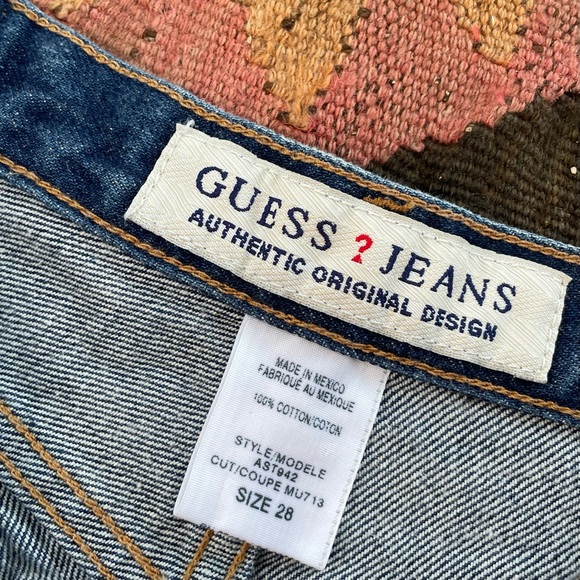 GUESS ? JEANS
AUTHENTIC ORIGINAL DESIGN
MADE IN MEXICO
FABRIQUÉ AU MEXIQUE
100% COTTON/COTON
STYLE/MODELE
AST942
CUT/COUPE MU713
SIZE 28